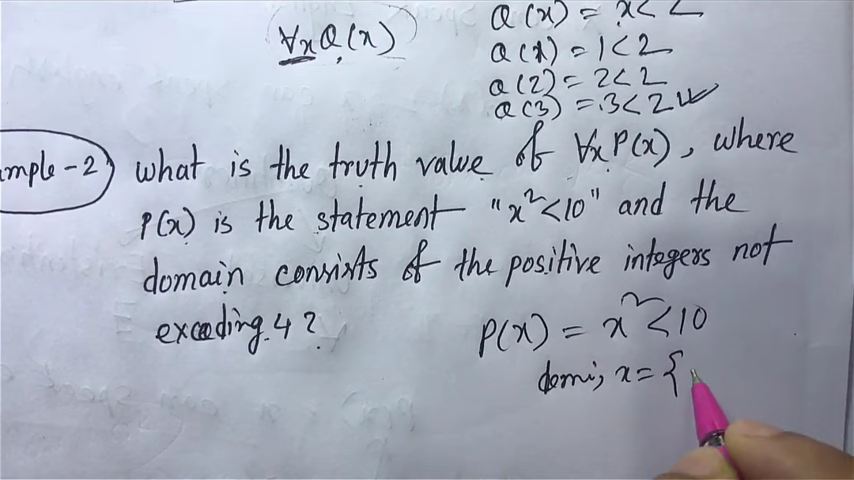 ∀x Q(x)
Q(x) = x < 2
Q(1) = 1 < 2
Q(2) = 2 < 2
Q(3) = 3 < 2
mple-2) What is the truth value of ∀x P(x), where
P(x) is the statement "x² < 10" and the
domain consists of the positive integers not
exceding 4?
P(x) = x² < 10
domi, x = {